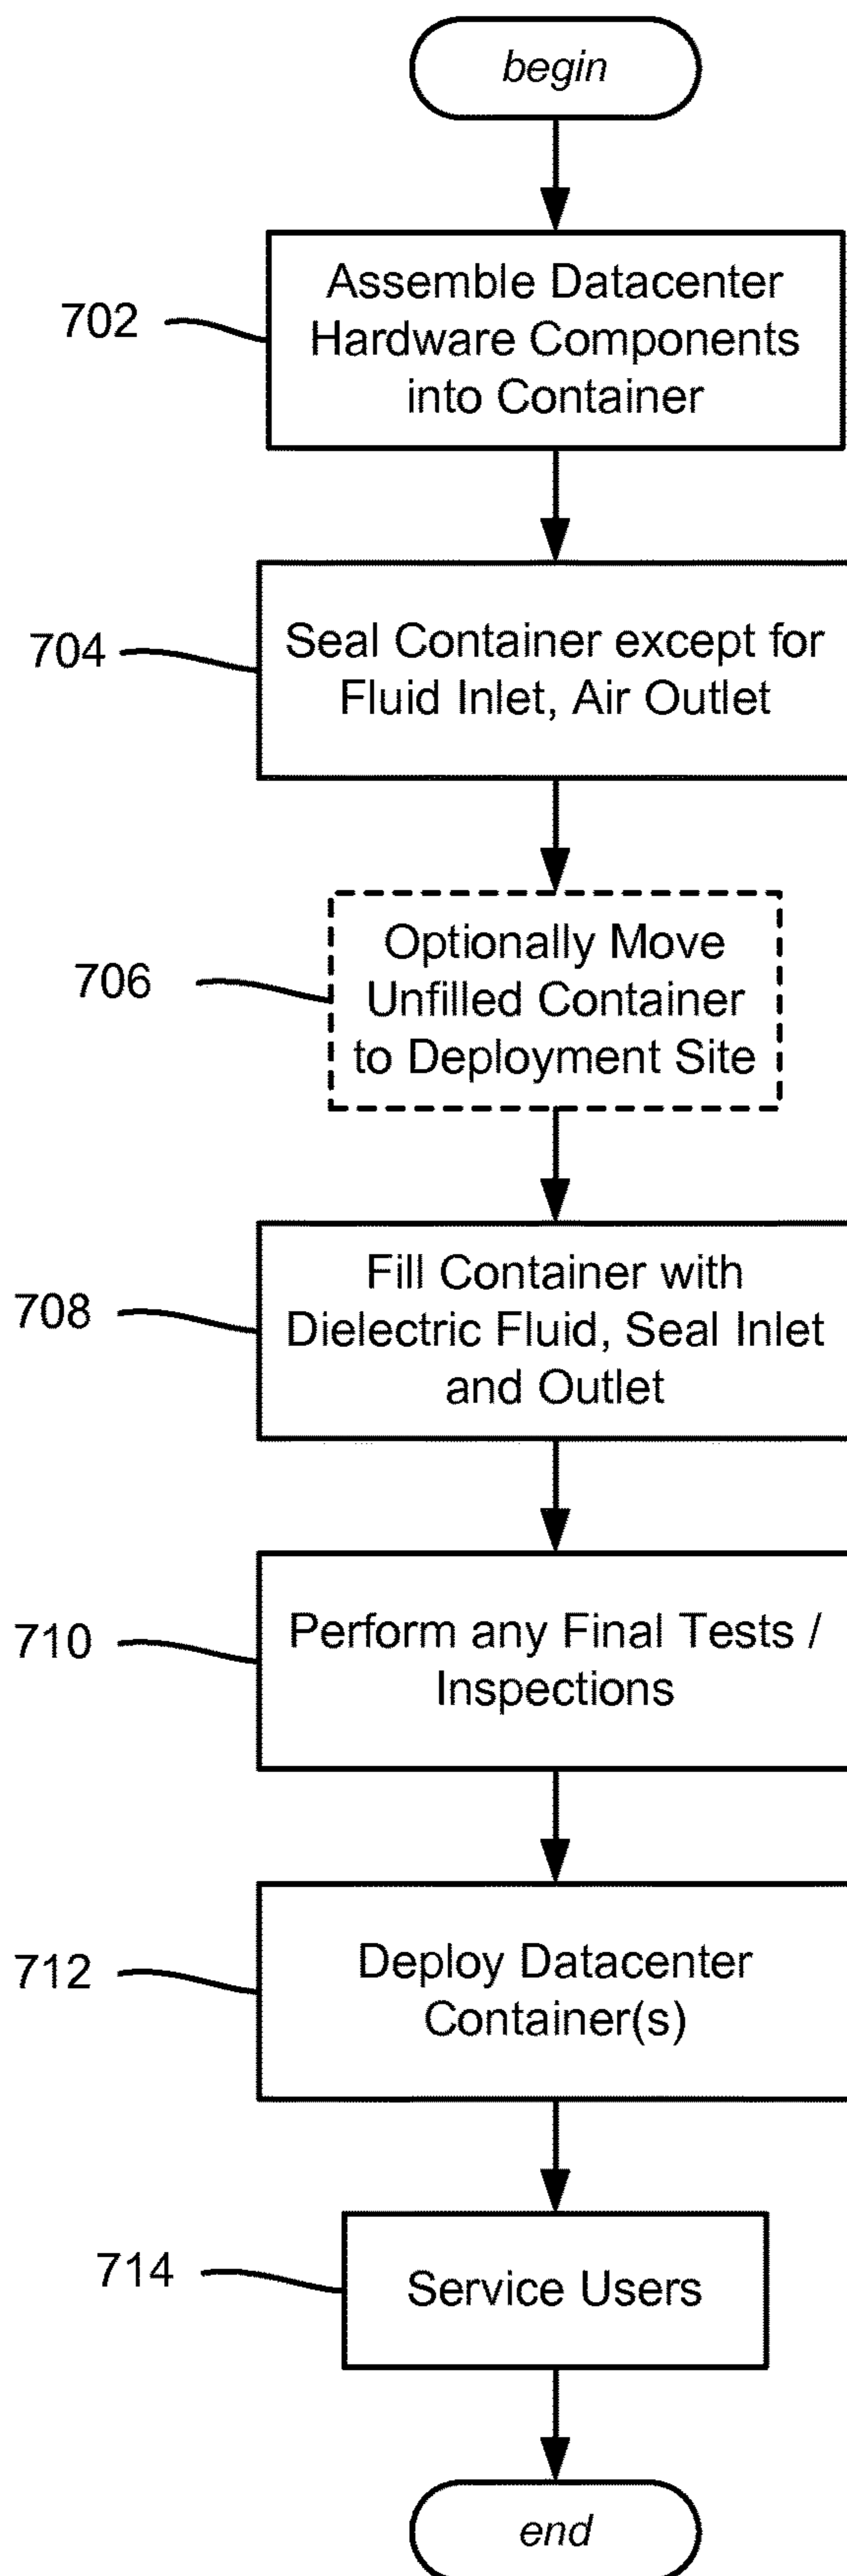 begin
702
Assemble Datacenter
Hardware Components
into Container
704
Seal Container except for
Fluid Inlet, Air Outlet
706
Optionally Move
Unfilled Container
to Deployment Site
708
Fill Container with
Dielectric Fluid, Seal Inlet
and Outlet
710
Perform any Final Tests /
Inspections
712
Deploy Datacenter
Container(s)
714
Service Users
end